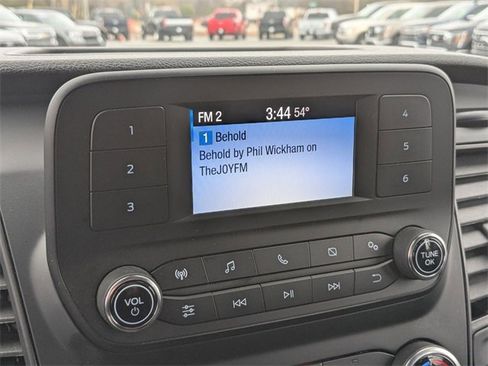 FM 2 3:44 54°
1 Behold
Behold by Phil Wickham on
TheJOYFM
1
2
3
4
5
6
VOL
TUNE
OK